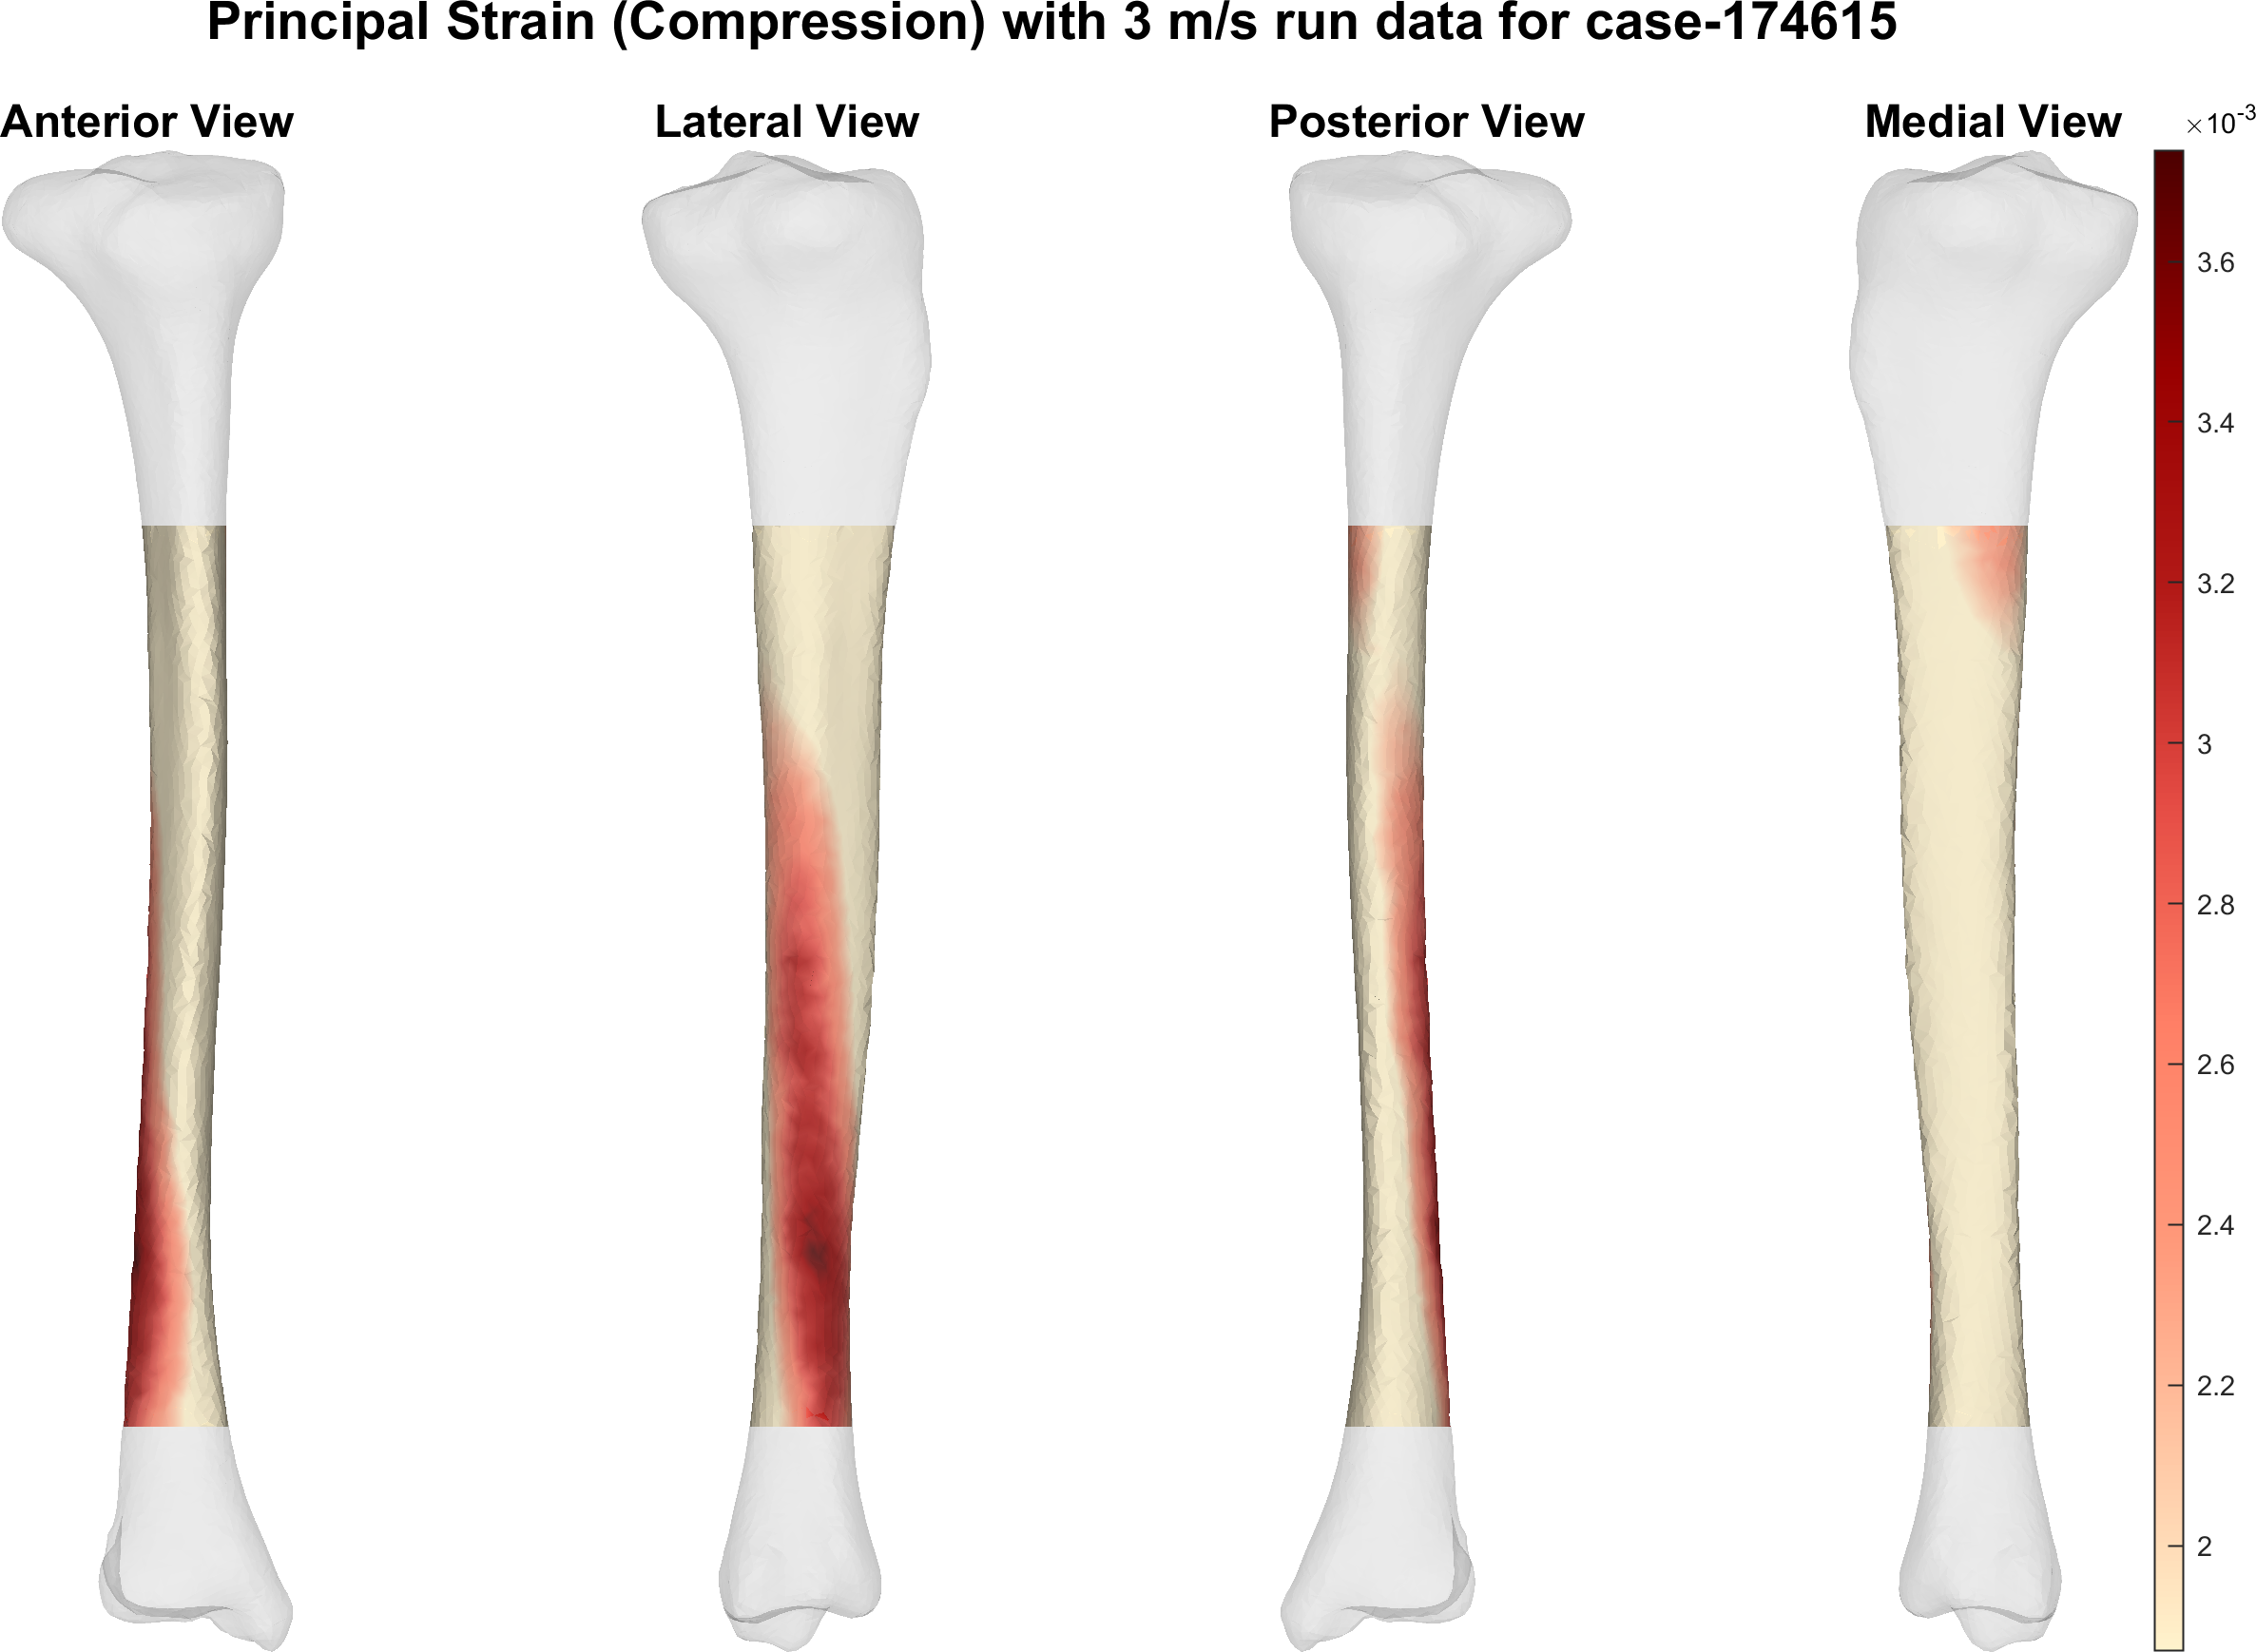 Principal Strain (Compression) with 3 m/s run data for case-174615
Anterior View
Lateral View
Posterior View
Medial View
×10-3
3.6
3.4
3.2
3
2.8
2.6
2.4
2.2
2